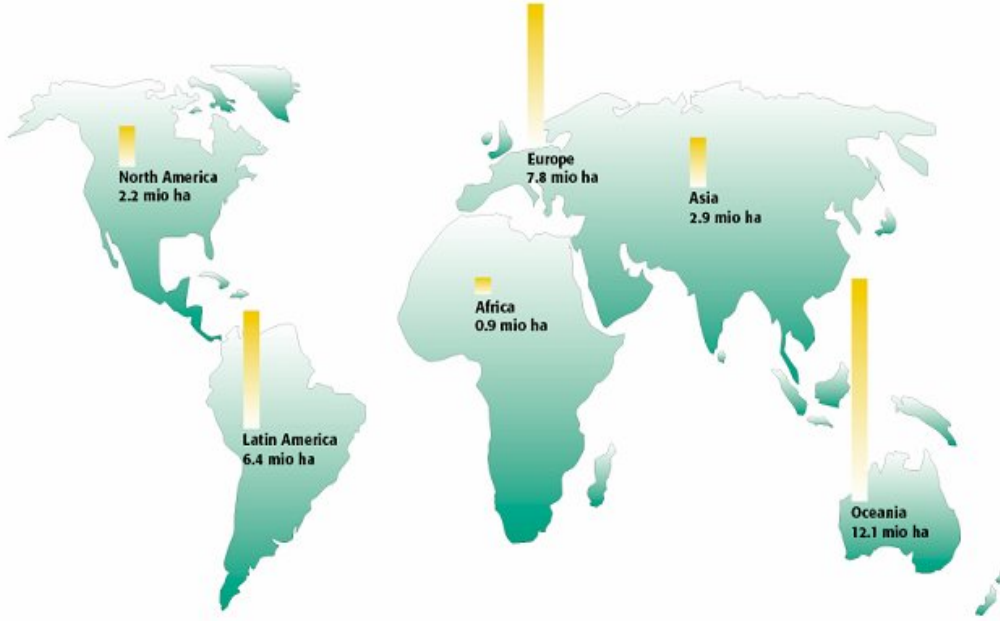 North America
2.2 mio ha
Europe
7.8 mio ha
Asia
2.9 mio ha
Africa
0.9 mio ha
Latin America
6.4 mio ha
Oceania
12.1 mio ha